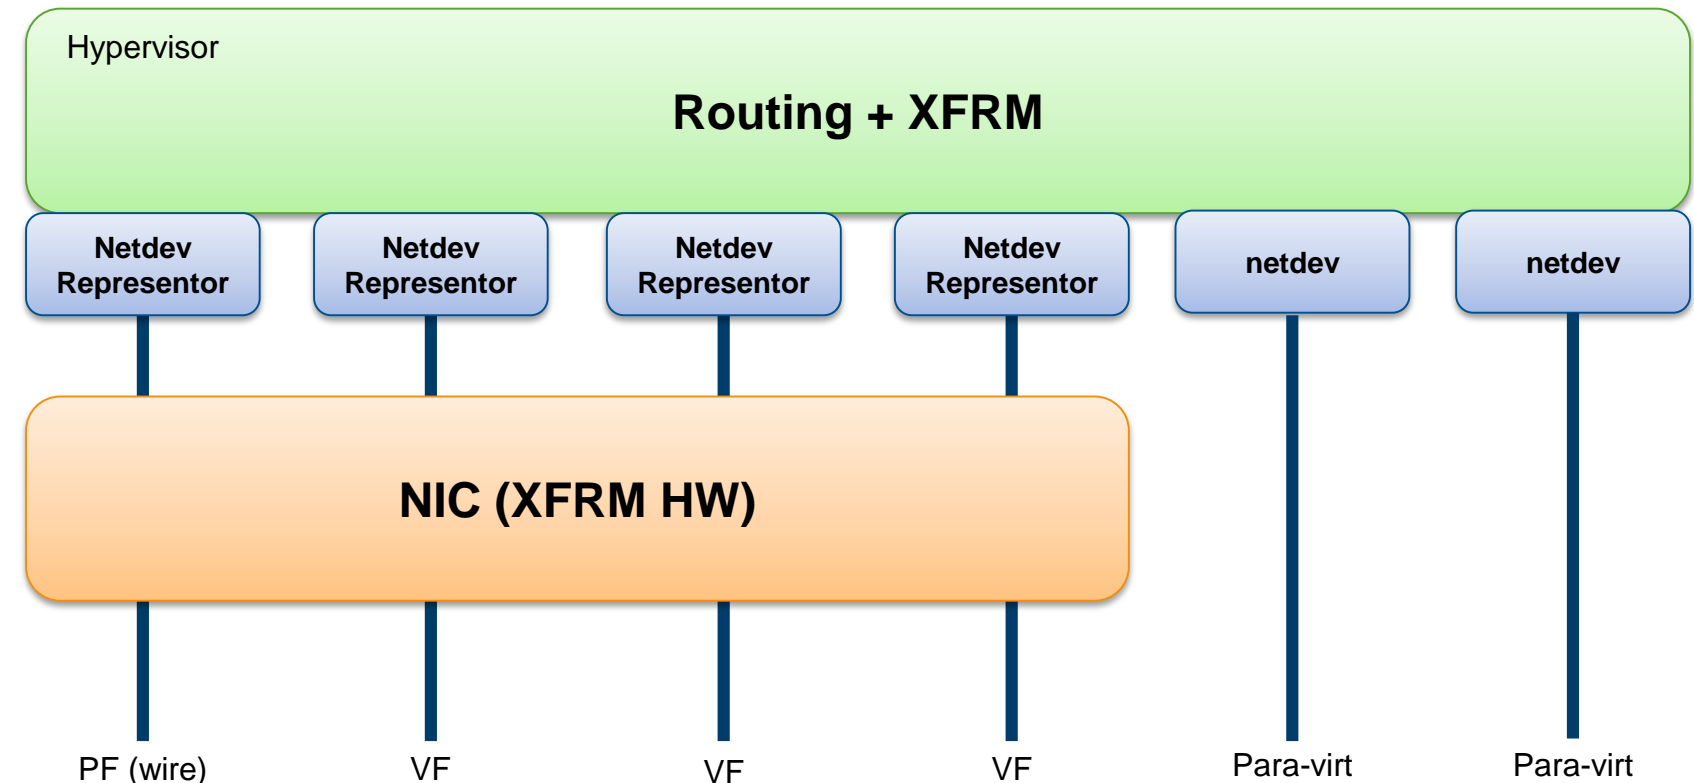 Hypervisor
Routing + XFRM
Netdev
Representor
Netdev
Representor
Netdev
Representor
Netdev
Representor
netdev
netdev
NIC (XFRM HW)
PF (wire)
VF
VF
VF
Para-virt
Para-virt